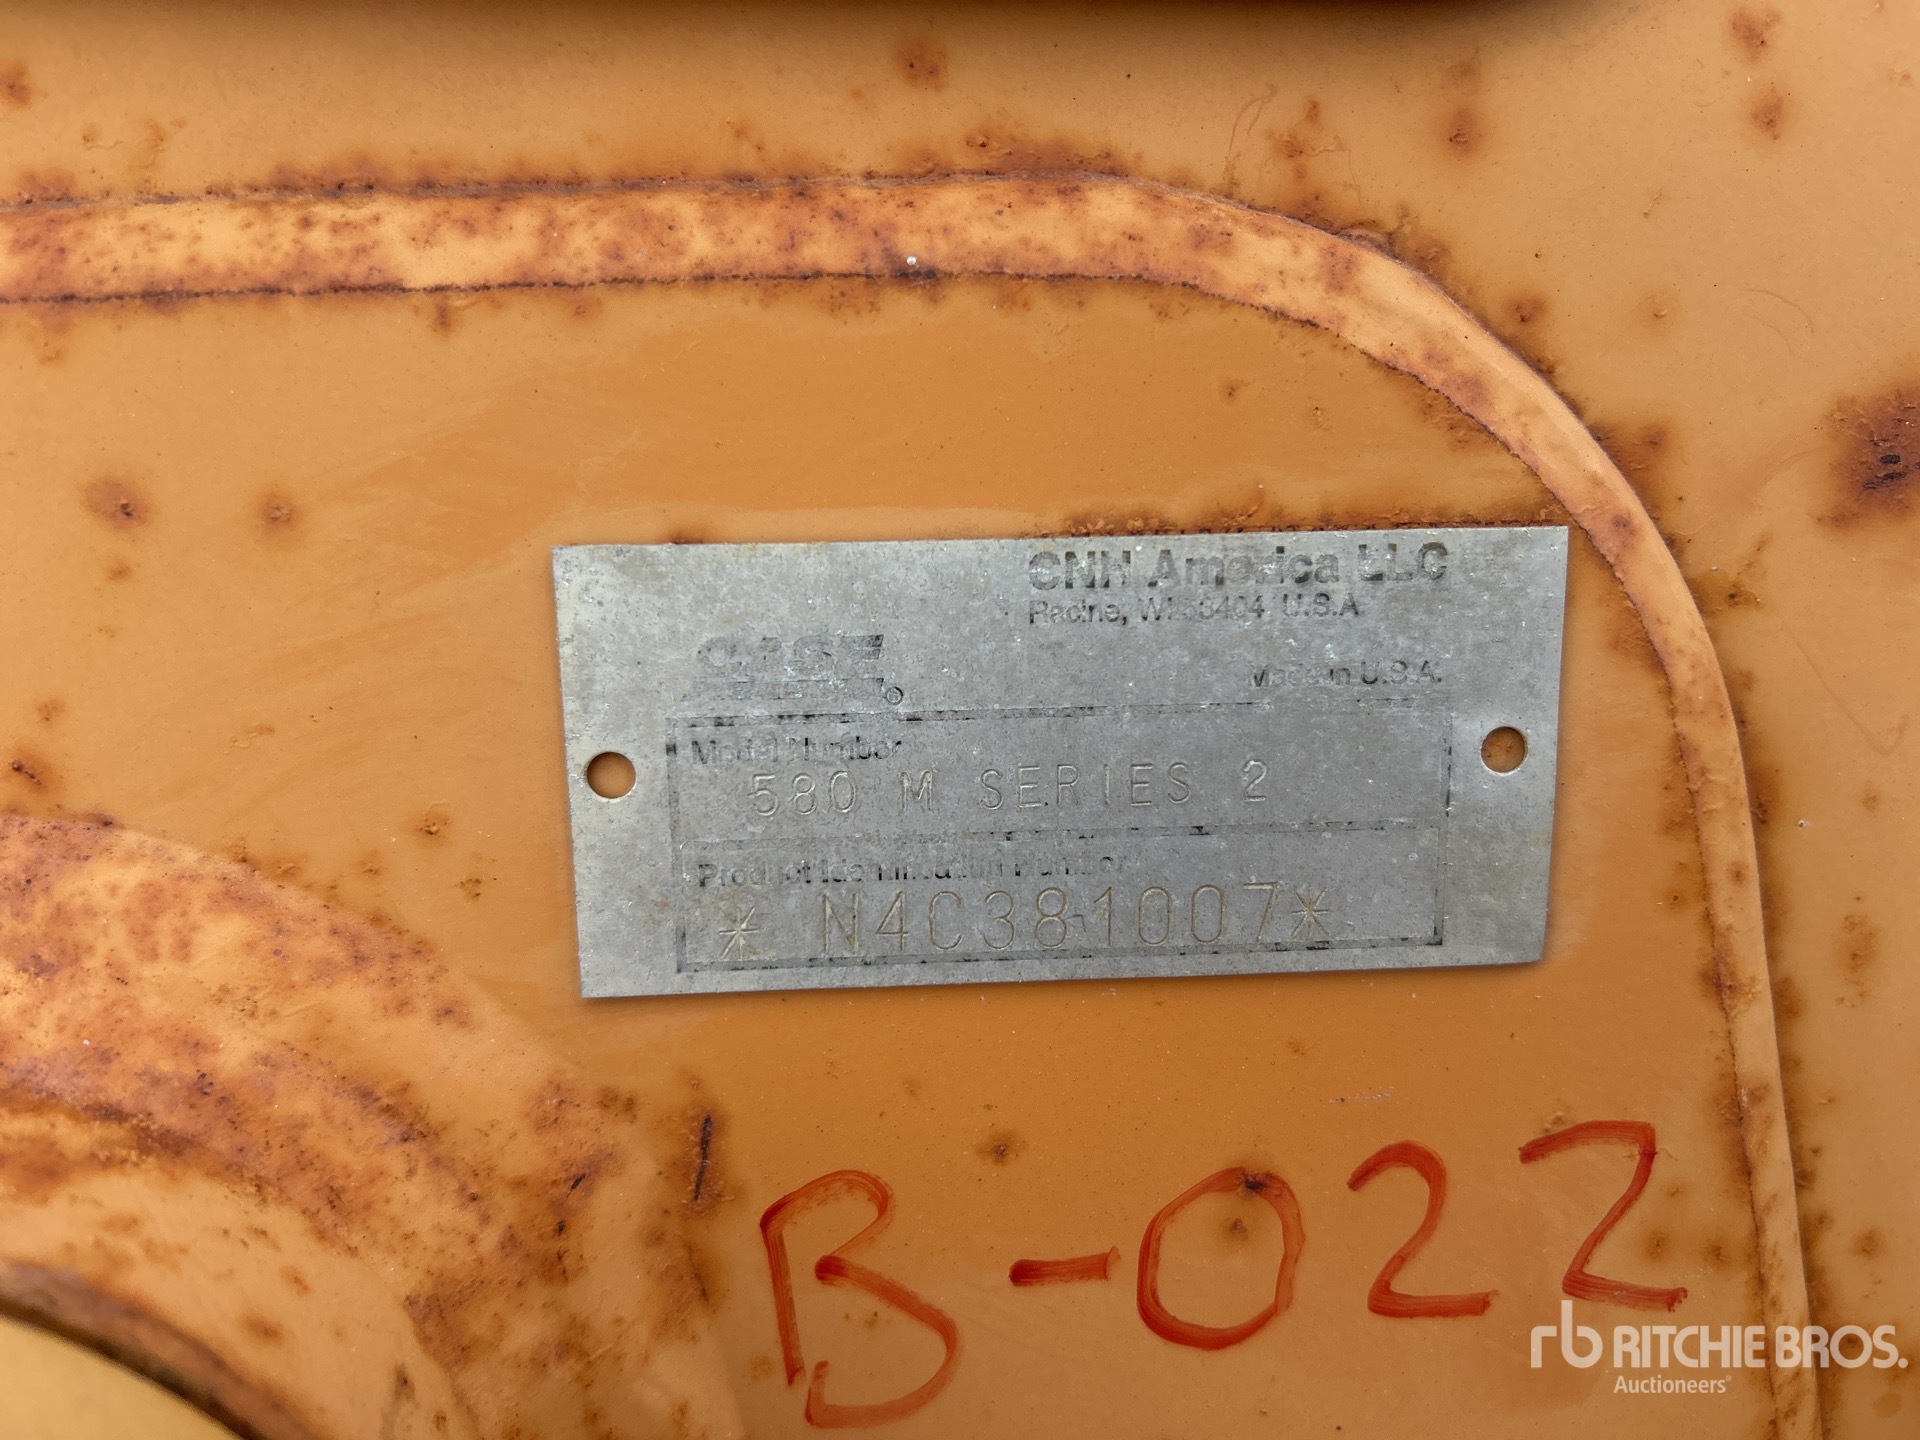 CNH America LLC
Racine, WI 53404 U.S.A.
CASE ®
Made in U.S.A.
Model Number
580 M SERIES 2
Product Identification Number
* N4C381007*
B-022
rb RITCHIE BROS.
Auctioneers